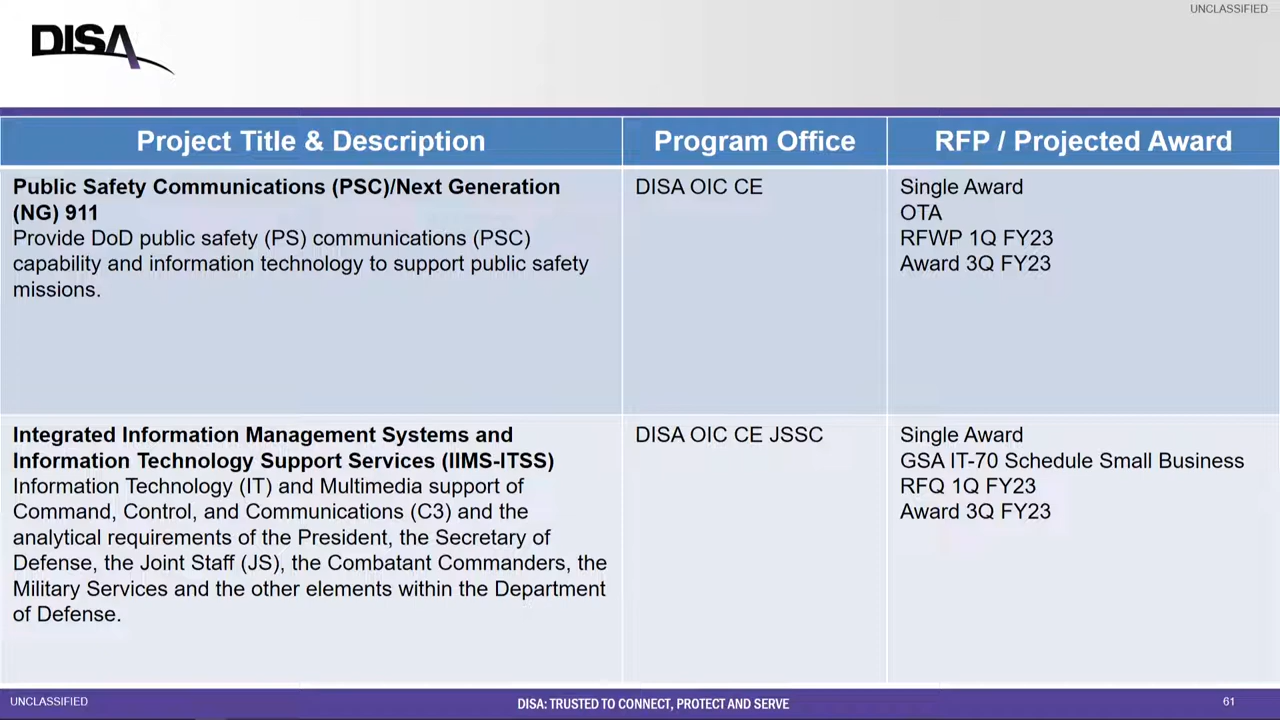 UNCLASSIFIED
DISA
Project Title & Description
Program Office
RFP / Projected Award
Public Safety Communications (PSC)/Next Generation
(NG) 911
Provide DoD public safety (PS) communications (PSC)
capability and information technology to support public safety
missions.
DISA OIC CE
Single Award
OTA
RFWP 1Q FY23
Award 3Q FY23
Integrated Information Management Systems and
Information Technology Support Services (IIMS-ITSS)
Information Technology (IT) and Multimedia support of
Command, Control, and Communications (C3) and the
analytical requirements of the President, the Secretary of
Defense, the Joint Staff (JS), the Combatant Commanders, the
Military Services and the other elements within the Department
of Defense.
DISA OIC CE JSSC
Single Award
GSA IT-70 Schedule Small Business
RFQ 1Q FY23
Award 3Q FY23
UNCLASSIFIED
DISA: TRUSTED TO CONNECT, PROTECT AND SERVE
61